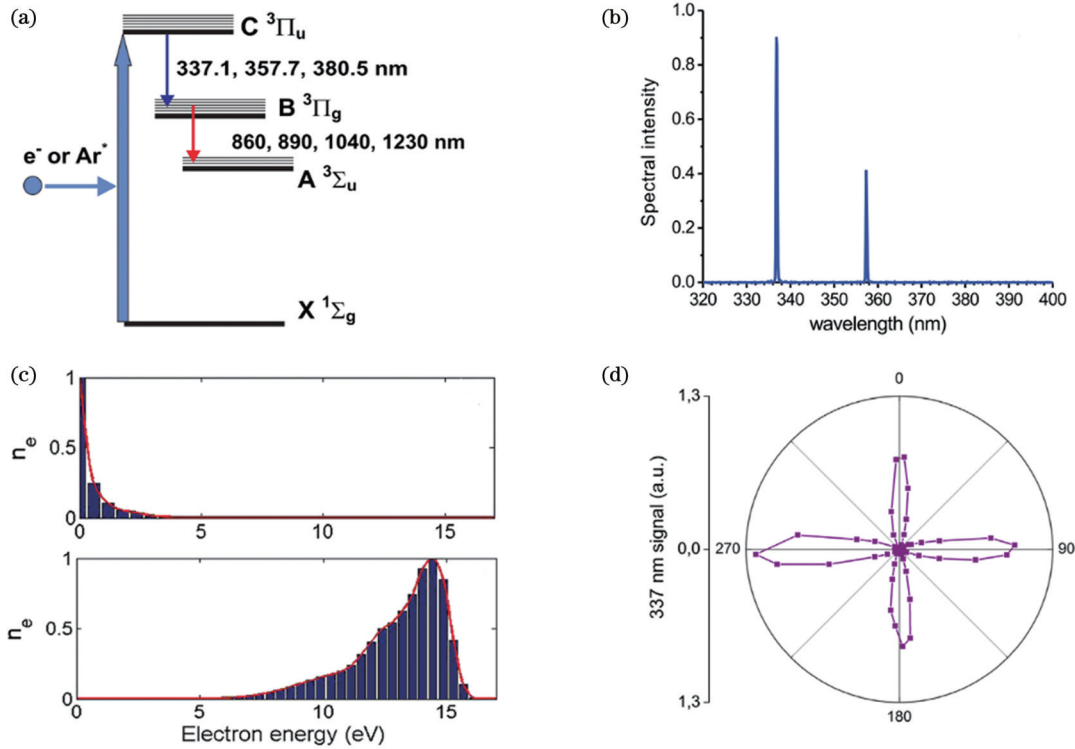 (a)
C ³Πᵤ
337.1, 357.7, 380.5 nm
B ³Πg
860, 890, 1040, 1230 nm
e⁻ or Ar*
A ³Σᵤ
X ¹Σg
(b)
Spectral intensity
1.0
0.8
0.6
0.4
0.2
0.0
320 330 340 350 360 370 380 390 400
wavelength (nm)
(c)
nₑ
1
0.5
0
0 5 10 15
nₑ
1
0.5
0
0 5 10 15
Electron energy (eV)
(d)
337 nm signal (a.u.)
1,3
0,0
1,3
0
270
90
180